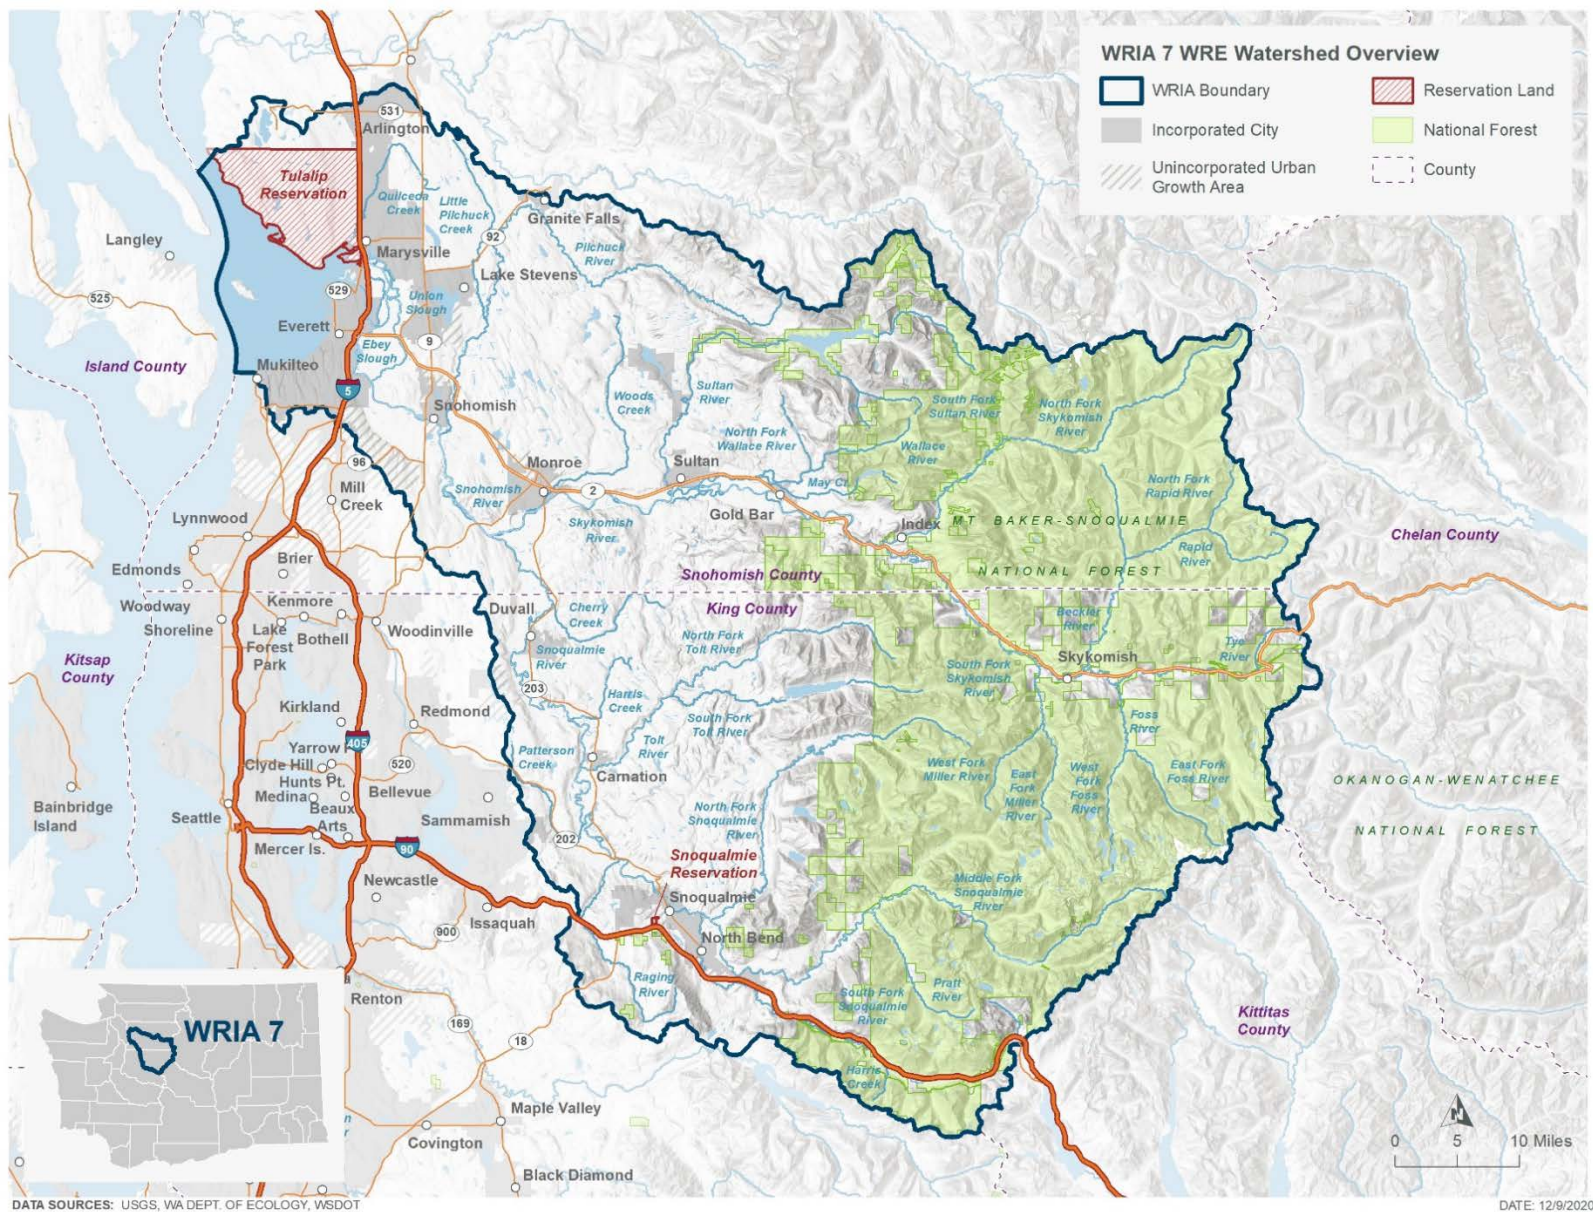 WRIA 7 WRE Watershed Overview
WRIA Boundary
Reservation Land
Incorporated City
National Forest
Unincorporated Urban
Growth Area
County
531
Arlington
Tulalip
Reservation
Quilceda
Creek
Little
Pilchuck
Creek
Granite Falls
92
Pilchuck
River
Langley
Marysville
Lake Stevens
525
529
Union
Slough
Everett
Ebey
Slough
9
Island County
Mukilteo
5
Snohomish
Woods
Creek
Sultan
River
South Fork
Sultan River
North Fork
Skykomish
River
North Fork
Wallace River
Wallace
River
96
Monroe
Sultan
May Cr.
North Fork
Rapid River
Mill
Creek
Snohomish
River
2
Gold Bar
Lynnwood
Skykomish
River
Index
MT BAKER-SNOQUALMIE
NATIONAL FOREST
Rapid
River
Chelan County
Brier
Edmonds
Snohomish County
King County
Woodway
Kenmore
Duvall
Cherry
Creek
Beckler
River
Shoreline
Lake
Forest
Park
Bothell
Woodinville
Snoqualmie
River
North Fork
Tolt River
Tye
River
Kitsap
County
Skykomish
South Fork
Skykomish
River
203
Harris
Creek
Kirkland
Redmond
South Fork
Tolt River
Foss
River
405
Yarrow P
Clyde Hill
Hunts Pt.
Medina
Beaux
Arts
520
Bellevue
Patterson
Creek
Tolt
River
Carnation
West Fork
Miller River
East
Fork
Miller
River
West
Fork
Foss
River
East Fork
Foss River
OKANOGAN-WENATCHEE
NATIONAL FOREST
Bainbridge
Island
Seattle
Sammamish
North Fork
Snoqualmie
River
Mercer Is.
90
202
Snoqualmie
Reservation
Newcastle
Snoqualmie
Middle Fork
Snoqualmie
River
Issaquah
900
North Bend
Raging
River
South Fork
Snoqualmie
River
Pratt
River
Renton
Kittitas
County
WRIA 7
169
18
Harris
Creek
Maple Valley
Covington
Black Diamond
N
0 5 10 Miles
DATA SOURCES: USGS, WA DEPT. OF ECOLOGY, WSDOT
DATE: 12/9/2020